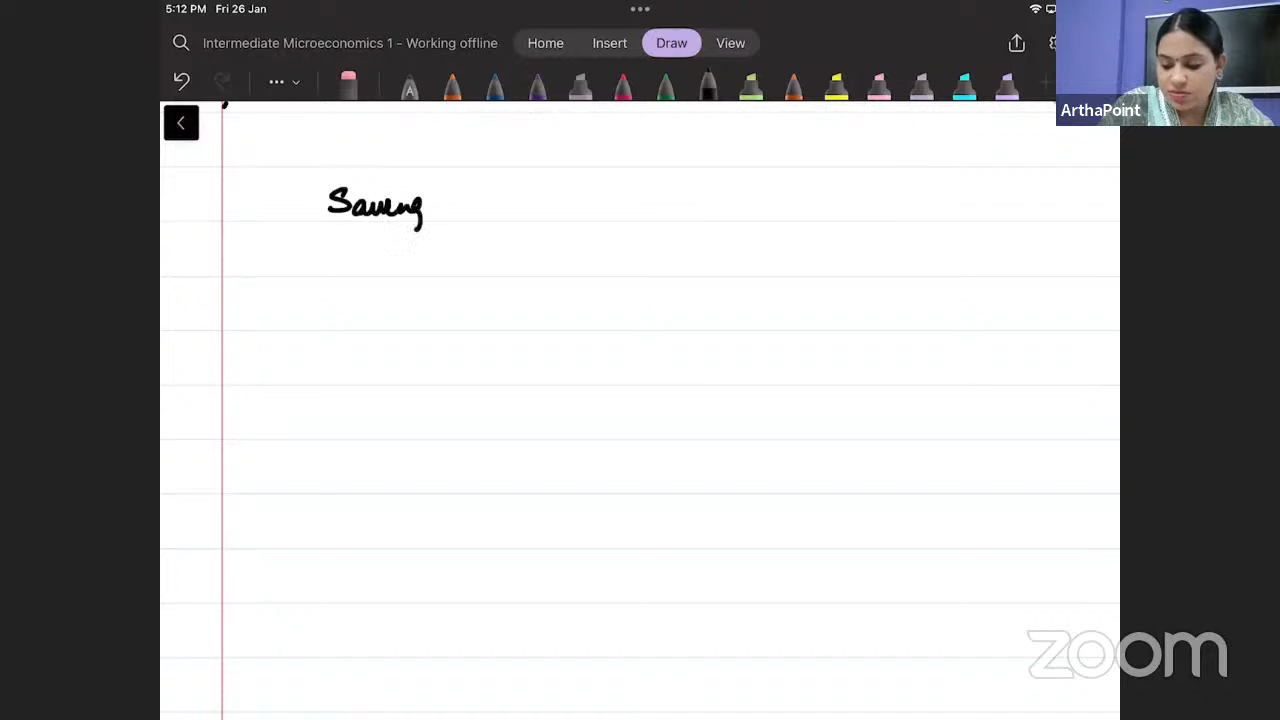 5:12 PM Fri 26 Jan
Intermediate Microeconomics 1 - Working offline
Home Insert Draw View
A
ArthaPoint
Saving
zoom